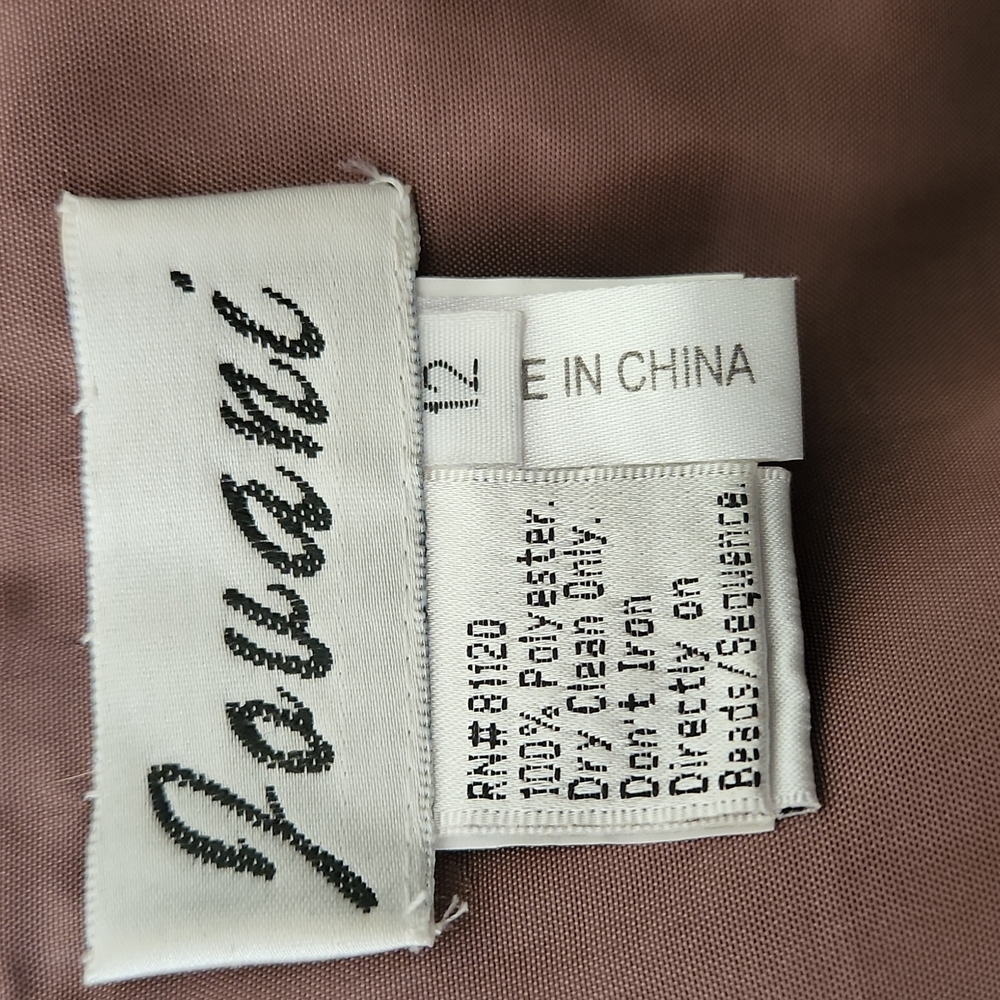 Jovani
12
E IN CHINA
RN#81120
100% Polyester.
Dry Clean Only.
Don't Iron
Directly on
Beads/Sequence.